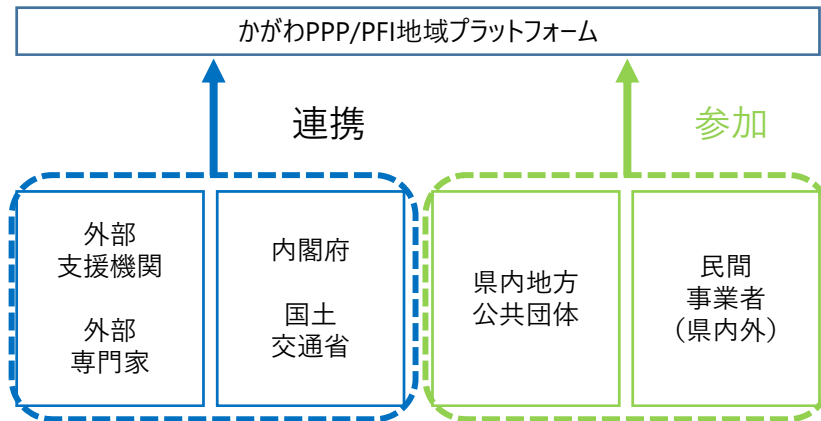 かがわPPP/PFI地域プラットフォーム
連携
参加
外部
支援機関
外部
専門家
内閣府
国土
交通省
県内地方
公共団体
民間
事業者
（県内外）